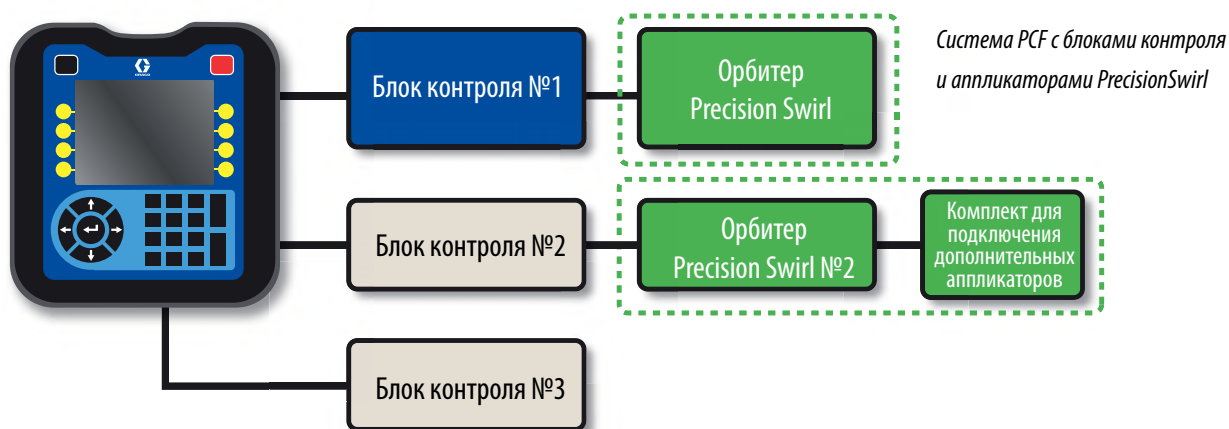 Система PCF с блоками контроля
и аппликаторами PrecisionSwirl
GRACO
Блок контроля №1
Орбитер
Precision Swirl
Блок контроля №2
Орбитер
Precision Swirl №2
Комплект для
подключения
дополнительных
аппликаторов
Блок контроля №3